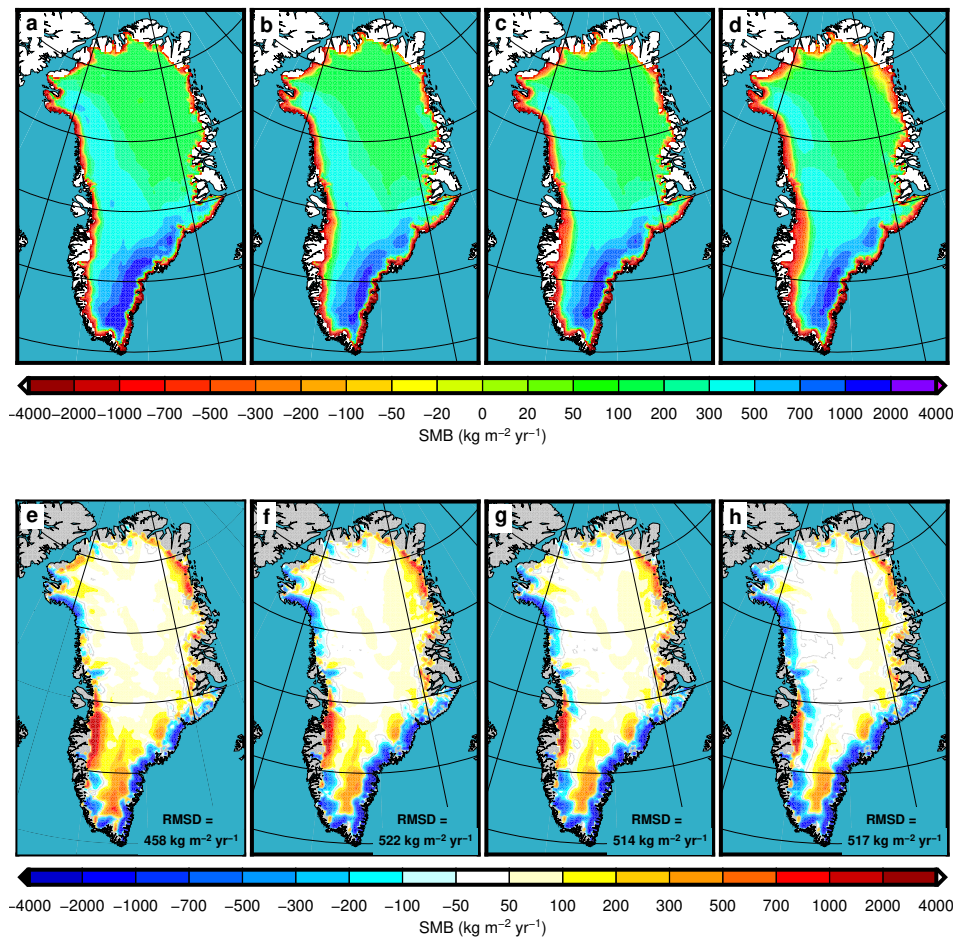 a b c d
−4000 −2000 −1000 −700 −500 −300 −200 −100 −50 −20 0 20 50 100 200 300 500 700 1000 2000 4000
SMB (kg m⁻² yr⁻¹)
e f g h
RMSD = RMSD = RMSD = RMSD =
458 kg m⁻² yr⁻¹ 522 kg m⁻² yr⁻¹ 514 kg m⁻² yr⁻¹ 517 kg m⁻² yr⁻¹
−4000 −2000 −1000 −700 −500 −300 −200 −100 −50 50 100 200 300 500 700 1000 2000 4000
SMB (kg m⁻² yr⁻¹)